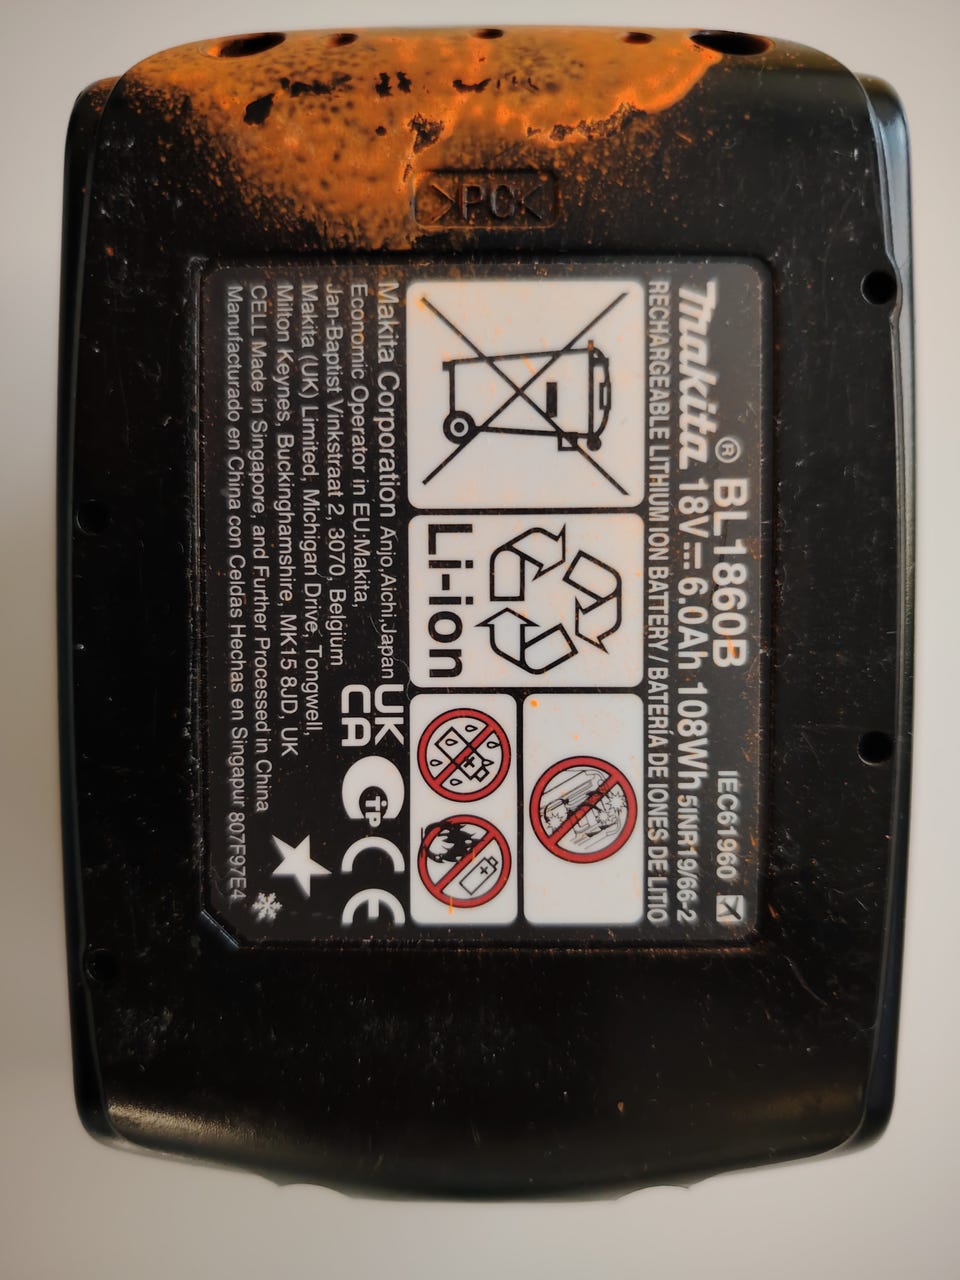 >PC<
makita® BL1860B IEC61960
18V 6.0Ah 108Wh 5INR19/66-2
RECHARGEABLE LITHIUM ION BATTERY / BATERÍA DE IONES DE LITIO
Li-ion
Makita Corporation Anjo,Aichi,Japan
Economic Operator in EU:Makita,
Jan-Baptist Vinkstraat 2, 3070, Belgium
Makita (UK) Limited, Michigan Drive, Tongwell,
Milton Keynes, Buckinghamshire, MK15 8JD, UK
CELL Made in Singapore, and Further Processed in China
Manufacturado en China con Celdas Hechas en Singapur 807F97E4
UK
CA
TP
CE